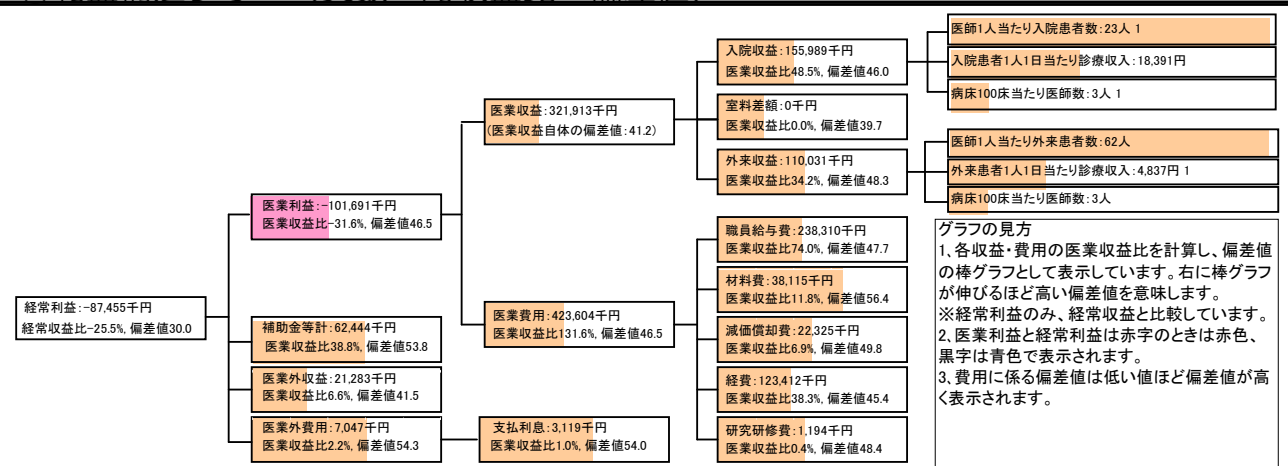 経常利益:-87,455千円
経常収益比-25.5%, 偏差値30.0
医業利益:-101,691千円
医業収益比-31.6%, 偏差値46.5
補助金等計:62,444千円
医業収益比38.8%, 偏差値53.8
医業外収益:21,283千円
医業収益比6.6%, 偏差値41.5
医業外費用:7,047千円
医業収益比2.2%, 偏差値54.3
医業収益:321,913千円
(医業収益自体の偏差値:41.2)
医業費用:423,604千円
医業収益比131.6%, 偏差値46.5
支払利息:3,119千円
医業収益比1.0%, 偏差値54.0
入院収益:155,989千円
医業収益比48.5%, 偏差値46.0
室料差額:0千円
医業収益比0.0%, 偏差値39.7
外来収益:110,031千円
医業収益比34.2%, 偏差値48.3
職員給与費:238,310千円
医業収益比74.0%, 偏差値47.7
材料費:38,115千円
医業収益比11.8%, 偏差値56.4
減価償却費:22,325千円
医業収益比6.9%, 偏差値49.8
経費:123,412千円
医業収益比38.3%, 偏差値45.4
研究研修費:1,194千円
医業収益比0.4%, 偏差値48.4
医師1人当たり入院患者数:23人 1
入院患者1人1日当たり診療収入:18,391円
病床100床当たり医師数:3人 1
医師1人当たり外来患者数:62人
外来患者1人1日当たり診療収入:4,837円 1
病床100床当たり医師数:3人
グラフの見方
1、各収益・費用の医業収益比を計算し、偏差値
の棒グラフとして表示しています。右に棒グラフ
が伸びるほど高い偏差値を意味します。
※経常利益のみ、経常収益と比較しています。
2、医業利益と経常利益は赤字のときは赤色、
黒字は青色で表示されます。
3、費用に係る偏差値は低い値ほど偏差値が高
く表示されます。